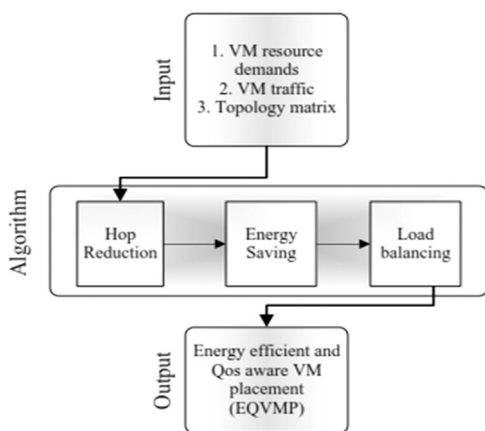 Input
1. VM resource
demands
2. VM traffic
3. Topology matrix
Algorithm
Hop
Reduction
Energy
Saving
Load
balancing
Output
Energy efficient and
Qos aware VM
placement
(EQVMP)